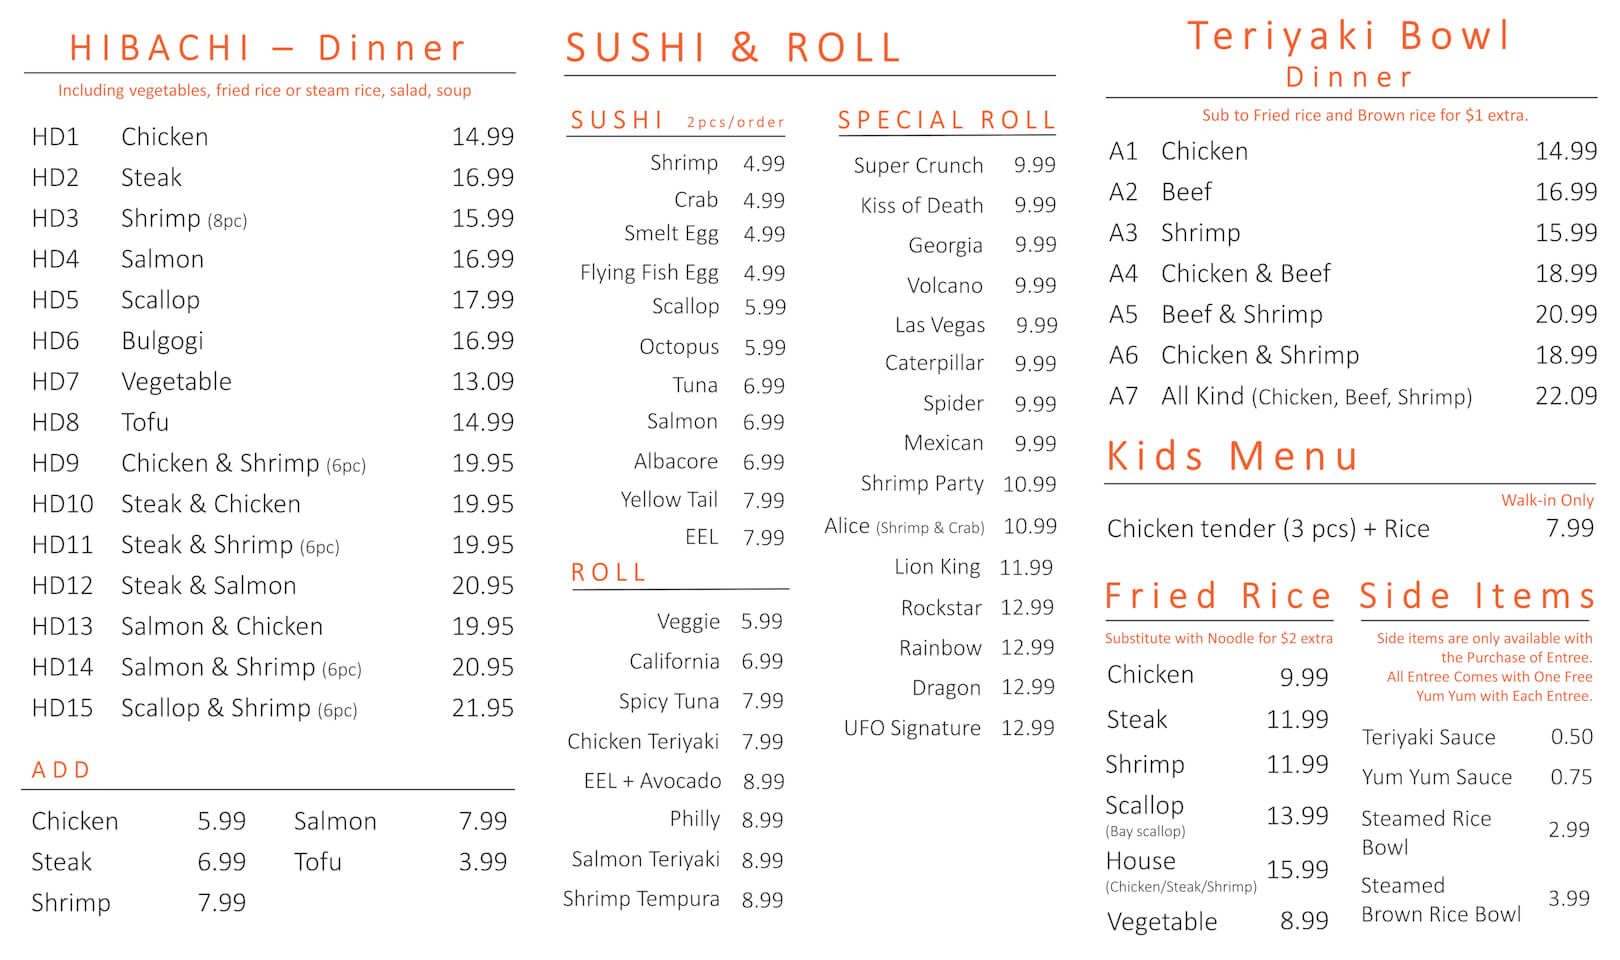 HIBACHI – Dinner
Including vegetables, fried rice or steam rice, salad, soup
HD1 Chicken 14.99
HD2 Steak 16.99
HD3 Shrimp (8pc) 15.99
HD4 Salmon 16.99
HD5 Scallop 17.99
HD6 Bulgogi 16.99
HD7 Vegetable 13.09
HD8 Tofu 14.99
HD9 Chicken & Shrimp (6pc) 19.95
HD10 Steak & Chicken 19.95
HD11 Steak & Shrimp (6pc) 19.95
HD12 Steak & Salmon 20.95
HD13 Salmon & Chicken 19.95
HD14 Salmon & Shrimp (6pc) 20.95
HD15 Scallop & Shrimp (6pc) 21.95
ADD
Chicken 5.99 Salmon 7.99
Steak 6.99 Tofu 3.99
Shrimp 7.99
SUSHI & ROLL
SUSHI 2pcs/order
Shrimp 4.99
Crab 4.99
Smelt Egg 4.99
Flying Fish Egg 4.99
Scallop 5.99
Octopus 5.99
Tuna 6.99
Salmon 6.99
Albacore 6.99
Yellow Tail 7.99
EEL 7.99
ROLL
Veggie 5.99
California 6.99
Spicy Tuna 7.99
Chicken Teriyaki 7.99
EEL + Avocado 8.99
Philly 8.99
Salmon Teriyaki 8.99
Shrimp Tempura 8.99
SPECIAL ROLL
Super Crunch 9.99
Kiss of Death 9.99
Georgia 9.99
Volcano 9.99
Las Vegas 9.99
Caterpillar 9.99
Spider 9.99
Mexican 9.99
Shrimp Party 10.99
Alice (Shrimp & Crab) 10.99
Lion King 11.99
Rockstar 12.99
Rainbow 12.99
Dragon 12.99
UFO Signature 12.99
Teriyaki Bowl
Dinner
Sub to Fried rice and Brown rice for $1 extra.
A1 Chicken 14.99
A2 Beef 16.99
A3 Shrimp 15.99
A4 Chicken & Beef 18.99
A5 Beef & Shrimp 20.99
A6 Chicken & Shrimp 18.99
A7 All Kind (Chicken, Beef, Shrimp) 22.09
Kids Menu
Walk-in Only
Chicken tender (3 pcs) + Rice 7.99
Fried Rice
Substitute with Noodle for $2 extra
Chicken 9.99
Steak 11.99
Shrimp 11.99
Scallop 13.99
(Bay scallop)
House 15.99
(Chicken/Steak/Shrimp)
Vegetable 8.99
Side Items
Side items are only available with
the Purchase of Entree.
All Entree Comes with One Free
Yum Yum with Each Entree.
Teriyaki Sauce 0.50
Yum Yum Sauce 0.75
Steamed Rice
Bowl 2.99
Steamed
Brown Rice Bowl 3.99